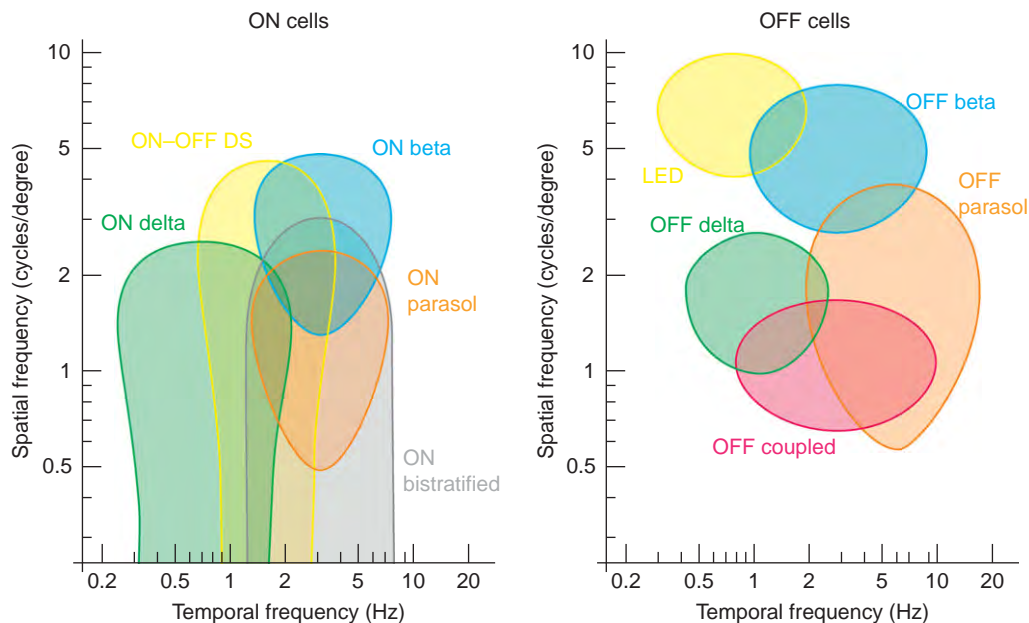 ON cells
Spatial frequency (cycles/degree)
10
5
2
1
0.5
ON–OFF DS
ON beta
ON delta
ON
parasol
ON
bistratified
0.2
0.5
1
2
5
10
20
Temporal frequency (Hz)
OFF cells
Spatial frequency (cycles/degree)
10
5
2
1
0.5
OFF beta
LED
OFF
parasol
OFF delta
OFF coupled
0.2
0.5
1
2
5
10
20
Temporal frequency (Hz)